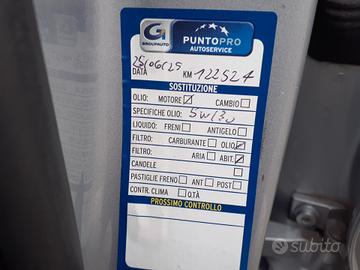 G
GROUPAUTO
PUNTOPRO
AUTOSERVICE
25/06/25
DATA KM 122524
SOSTITUZIONE
OLIO: MOTORE CAMBIO
SPECIFICHE OLIO: 5W/30
LIQUIDO: FRENI ANTIGELO
FILTRO: CARBURANTE OLIO
FILTRO: ARIA ABIT.
CANDELE
PASTIGLIE FRENO ANT POST
CONTR. CLIMA Q.TÀ
PROSSIMO CONTROLLO
subito.it